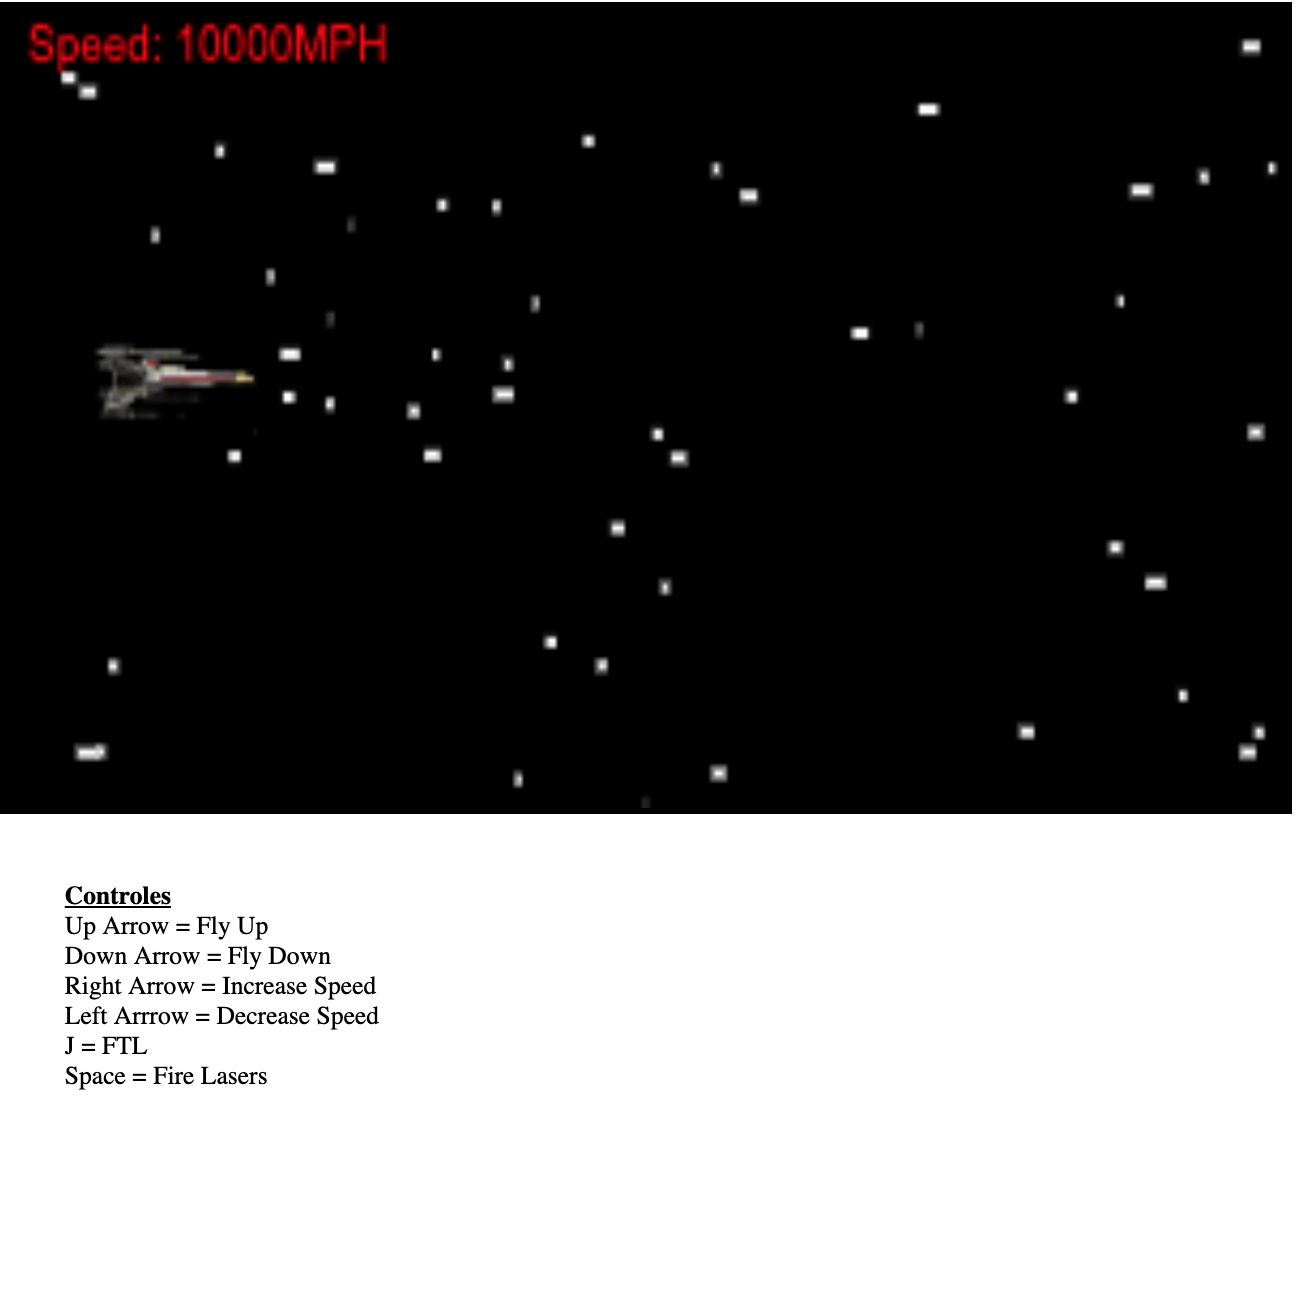 Speed: 10000MPH
Controles
Up Arrow = Fly Up
Down Arrow = Fly Down
Right Arrow = Increase Speed
Left Arrrow = Decrease Speed
J = FTL
Space = Fire Lasers